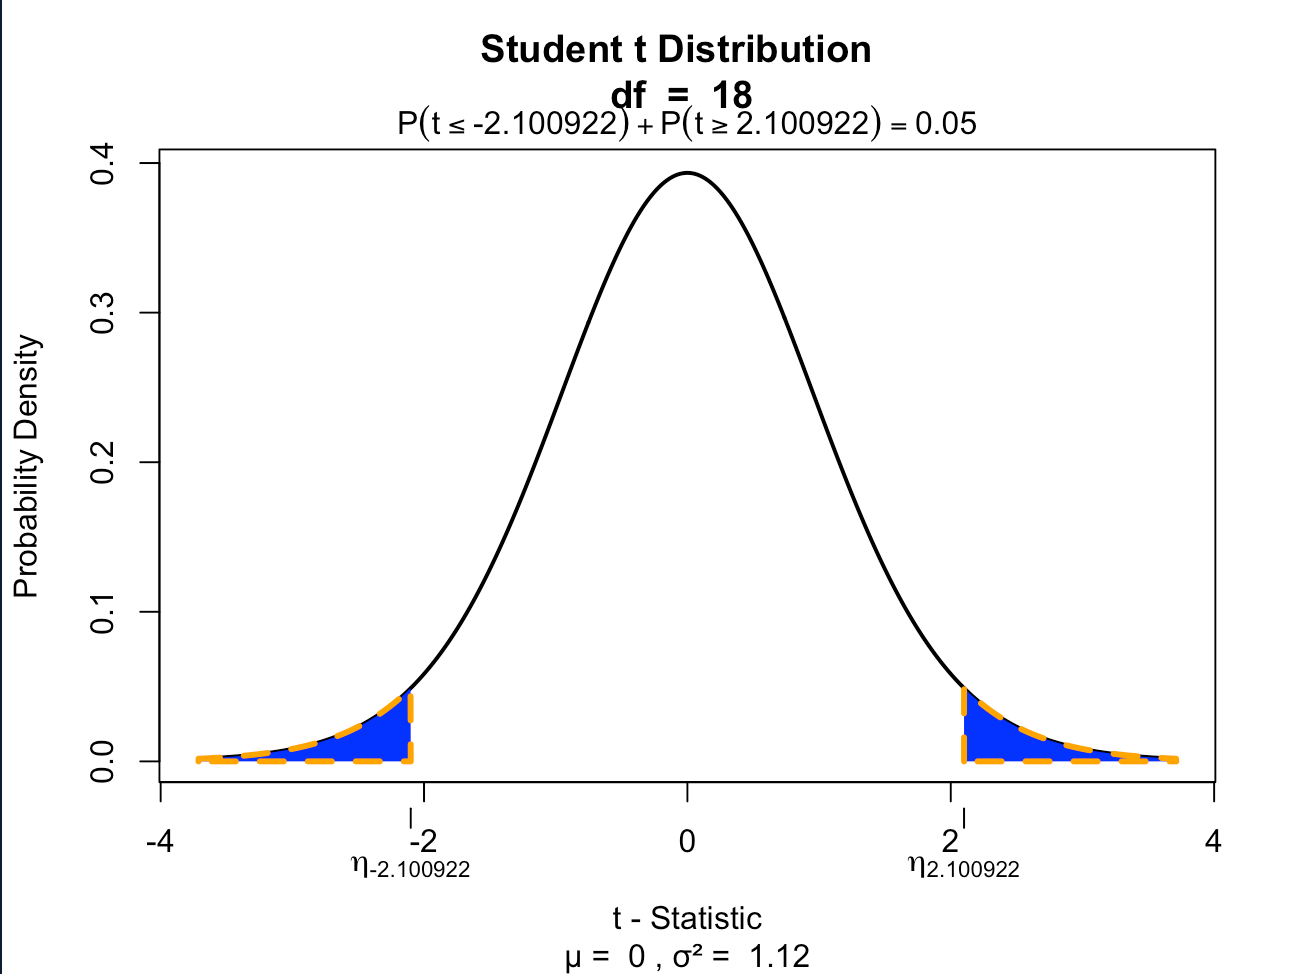 Student t Distribution
df = 18
P(t ≤ -2.100922) + P(t ≥ 2.100922) = 0.05
Probability Density
0.4
0.3
0.2
0.1
0.0
-4 -2 0 2 4
η-2.100922 η2.100922
t - Statistic
μ = 0 , σ² = 1.12